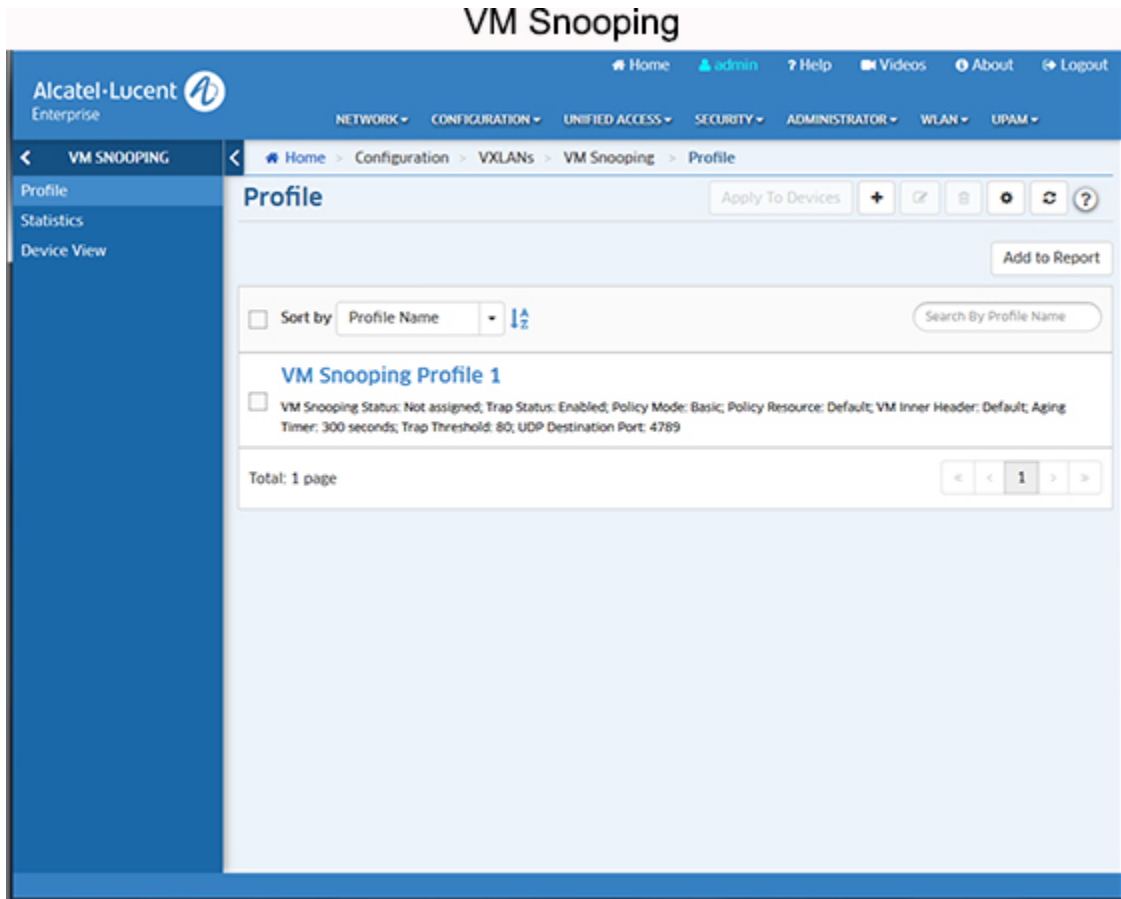 VM Snooping
Home admin ? Help Videos About Logout
Alcatel·Lucent
Enterprise
NETWORK CONFIGURATION UNIFIED ACCESS SECURITY ADMINISTRATOR WLAN UPAM
VM SNOOPING
Home > Configuration > VXLANs > VM Snooping > Profile
Profile
Statistics
Device View
Profile
Apply To Devices
?
Add to Report
Sort by Profile Name
Search By Profile Name
VM Snooping Profile 1
VM Snooping Status: Not assigned; Trap Status: Enabled; Policy Mode: Basic; Policy Resource: Default; VM Inner Header: Default; Aging
Timer: 300 seconds; Trap Threshold: 80; UDP Destination Port: 4789
Total: 1 page
« < 1 > »